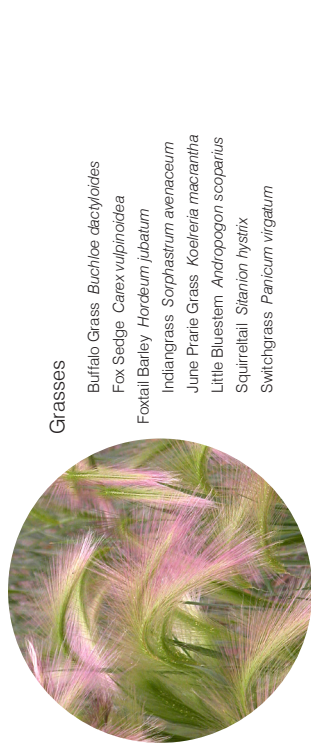 Grasses
Buffalo Grass Buchloe dactyloides
Fox Sedge Carex vulpinoidea
Foxtail Barley Hordeum jubatum
Indiangrass Sorphastrum avenaceum
June Prarie Grass Koelreria macrantha
Little Bluestem Andropogon scoparius
Squirreltail Sitanion hystrix
Switchgrass Panicum virgatum